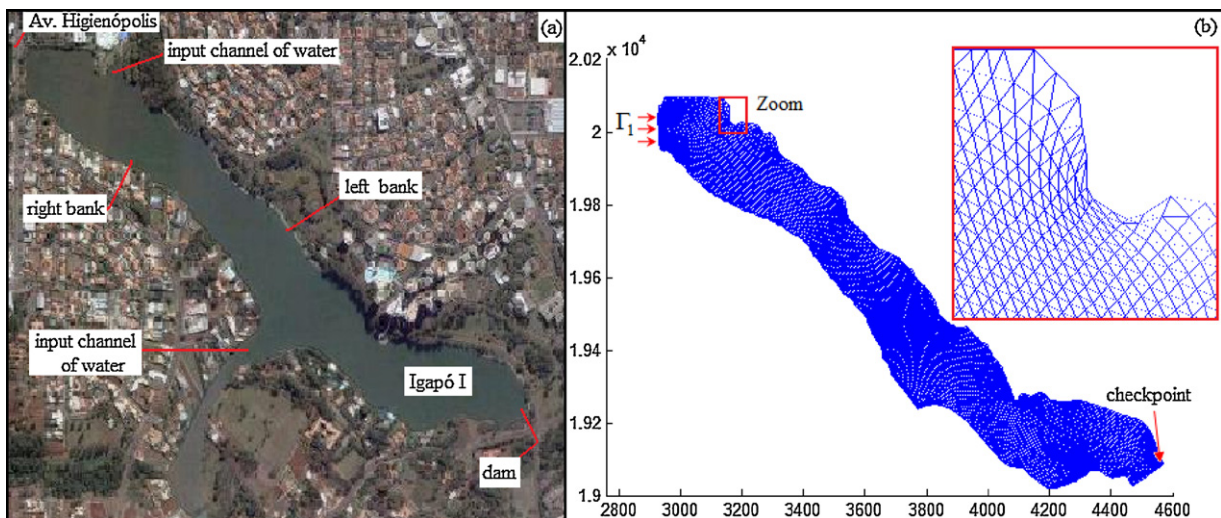 Av. Higienópolis
(a)
input channel of water
left bank
right bank
input channel
of water
Igapó I
dam
(b)
x 10⁴
2.02
2
1.98
1.96
1.94
1.92
1.9
2800 3000 3200 3400 3600 3800 4000 4200 4400 4600
Γ₁
Zoom
checkpoint